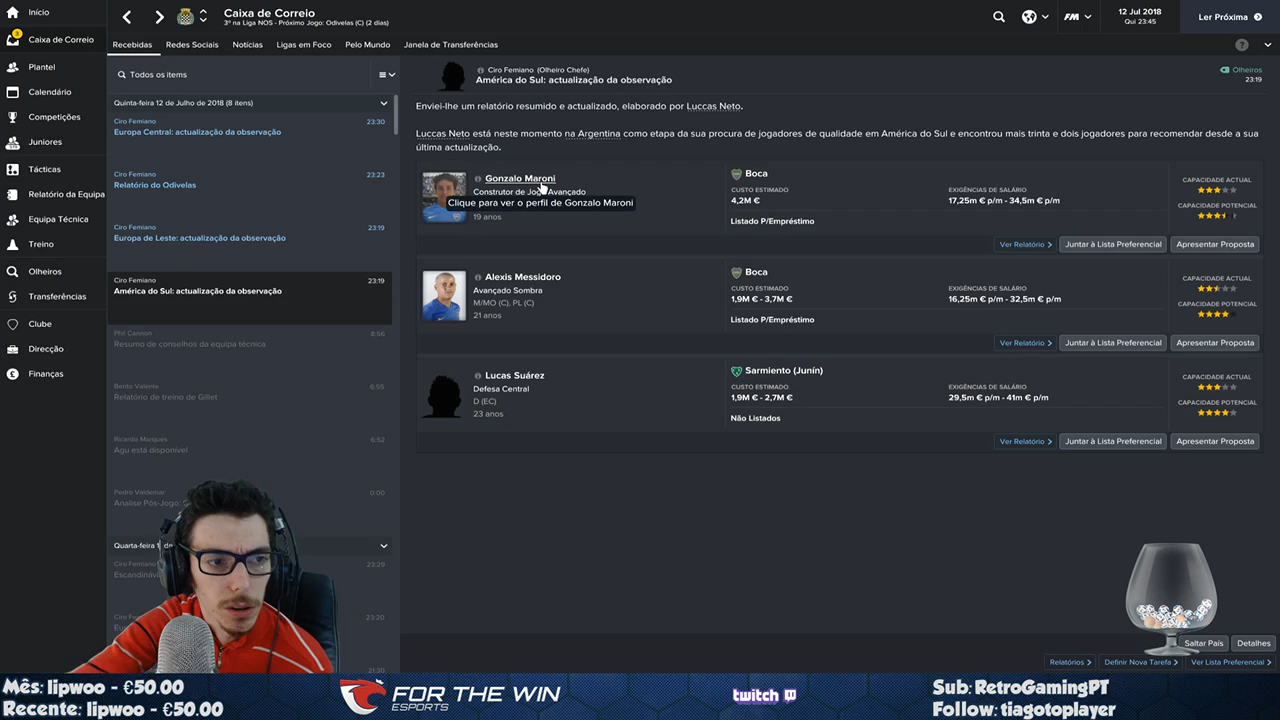 Início
Caixa de Correio
3º na Liga NOS - Próximo Jogo: Odivelas (C) (2 dias)
FM
12 Jul 2018
Qui 23:45
Ler Próxima
3
Caixa de Correio
Recebidas
Redes Sociais
Notícias
Ligas em Foco
Pelo Mundo
Janela de Transferências
?
Plantel
Calendário
Competições
Juniores
Tácticas
Relatório da Equipa
Equipa Técnica
Treino
Olheiros
Transferências
Clube
Direcção
Finanças
Todos os items
Quinta-feira 12 de Julho de 2018 (8 itens)
Ciro Femiano
23:30
Europa Central: actualização da observação
Ciro Femiano
23:23
Relatório do Odivelas
Ciro Femiano
23:19
Europa de Leste: actualização da observação
Ciro Femiano
23:19
América do Sul: actualização da observação
Phil Cannon
8:56
Resumo de conselhos da equipa técnica
Bento Valente
6:55
Relatório de treino de Gillet
Ricardo Marques
6:52
Agu está disponível
Pedro Valdemar
0:00
Analise Pós-Jogo:
Quarta-feira 1
Ciro Femiano
23:29
Escandináv
Ciro Fem
23:20
Eu
21:30
Ciro Femiano (Olheiro Chefe)
América do Sul: actualização da observação
Olheiros
23:19
Enviei-lhe um relatório resumido e actualizado, elaborado por Luccas Neto.
Luccas Neto está neste momento na Argentina como etapa da sua procura de jogadores de qualidade em América do Sul e encontrou mais trinta e dois jogadores para recomendar desde a sua
última actualização.
Gonzalo Maroni
Construtor de Jogo Avançado
Clique para ver o perfil de Gonzalo Maroni
19 anos
Boca
CUSTO ESTIMADO
4,2M €
EXIGÊNCIAS DE SALÁRIO
17,25m € p/m - 34,5m € p/m
Listado P/Empréstimo
CAPACIDADE ACTUAL
CAPACIDADE POTENCIAL
Ver Relatório
Juntar à Lista Preferencial
Apresentar Proposta
Alexis Messidoro
Avançado Sombra
M/MO (C), PL (C)
21 anos
Boca
CUSTO ESTIMADO
1,9M € - 3,7M €
EXIGÊNCIAS DE SALÁRIO
16,25m € p/m - 32,5m € p/m
Listado P/Empréstimo
CAPACIDADE ACTUAL
CAPACIDADE POTENCIAL
Ver Relatório
Juntar à Lista Preferencial
Apresentar Proposta
Lucas Suárez
Defesa Central
D (EC)
23 anos
Sarmiento (Junín)
CUSTO ESTIMADO
1,9M € - 2,7M €
EXIGÊNCIAS DE SALÁRIO
29,5m € p/m - 41m € p/m
Não Listados
CAPACIDADE ACTUAL
CAPACIDADE POTENCIAL
Ver Relatório
Juntar à Lista Preferencial
Apresentar Proposta
Saltar País
Detalhes
Relatórios
Definir Nova Tarefa
Ver Lista Preferencial
Mês: lipwoo - €50.00
Recente: lipwoo - €50.00
FOR THE WIN
ESPORTS
twitch
Sub: RetroGamingPT
Follow: tiagotoplayer